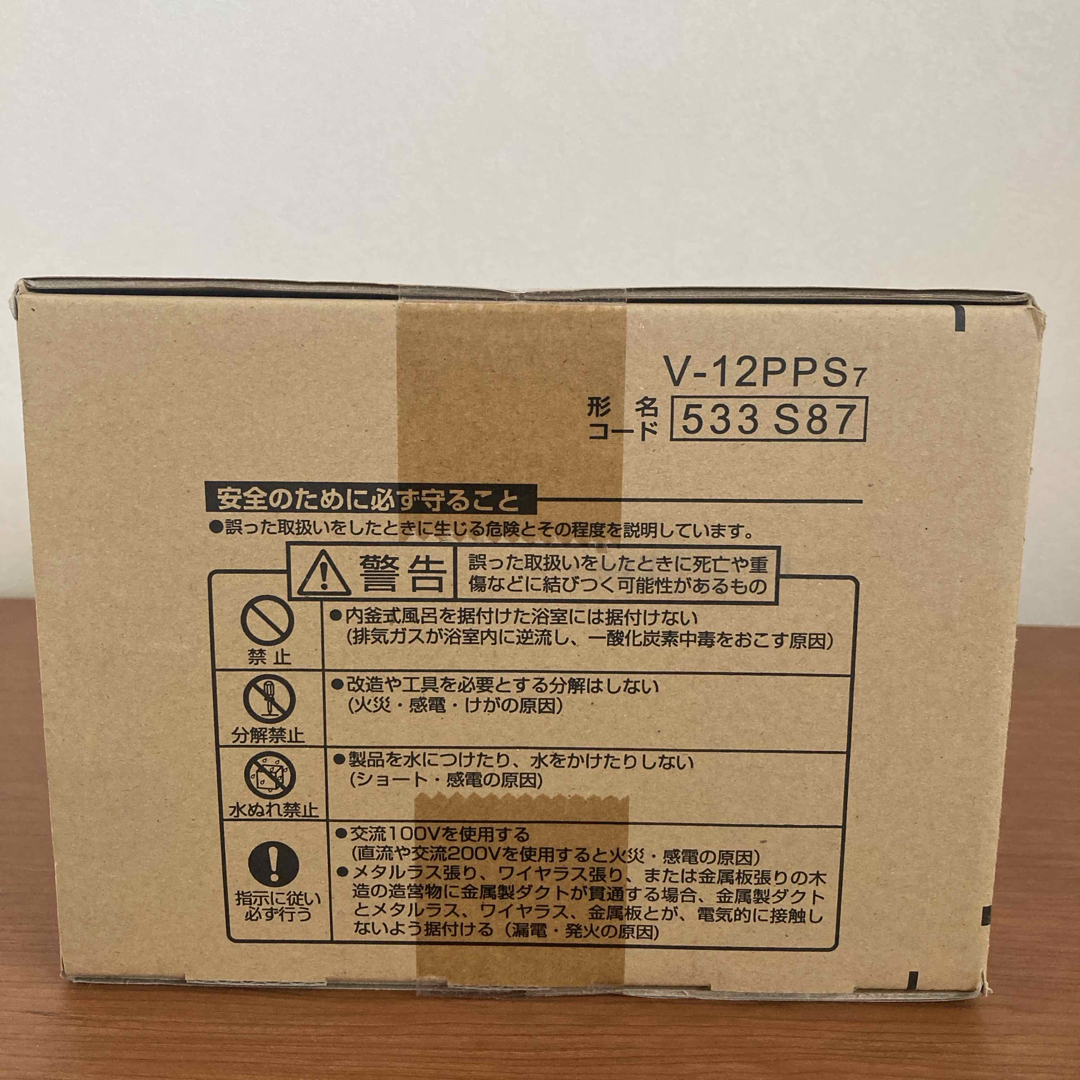 V-12PPS7
形名
コード
533 S87
安全のために必ず守ること
●誤った取扱いをしたときに生じる危険とその程度を説明しています。
警告
誤った取扱いをしたときに死亡や重
傷などに結びつく可能性があるもの
禁止
●内釜式風呂を据付けた浴室には据付けない
(排気ガスが浴室内に逆流し、一酸化炭素中毒をおこす原因)
分解禁止
●改造や工具を必要とする分解はしない
(火災・感電・けがの原因)
水ぬれ禁止
●製品を水につけたり、水をかけたりしない
(ショート・感電の原因)
指示に従い
必ず行う
●交流100Vを使用する
(直流や交流200Vを使用すると火災・感電の原因)
●メタルラス張り、ワイヤラス張り、または金属板張りの木
造の造営物に金属製ダクトが貫通する場合、金属製ダクト
とメタルラス、ワイヤラス、金属板とが、電気的に接触し
ないよう据付ける(漏電・発火の原因)